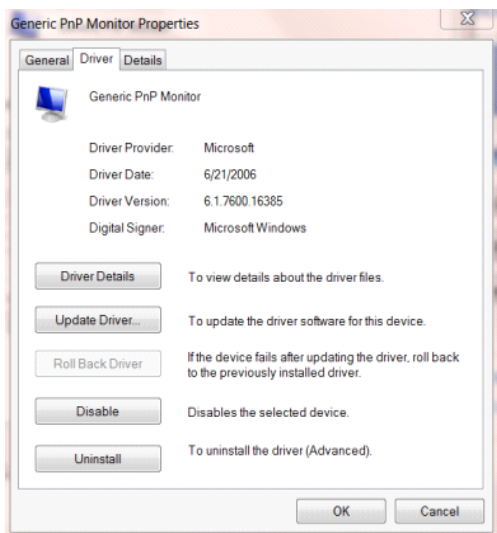 Generic PnP Monitor Properties
General Driver Details
Generic PnP Monitor
Driver Provider: Microsoft
Driver Date: 6/21/2006
Driver Version: 6.1.7600.16385
Digital Signer: Microsoft Windows
Driver Details To view details about the driver files.
Update Driver... To update the driver software for this device.
Roll Back Driver If the device fails after updating the driver, roll back
to the previously installed driver.
Disable Disables the selected device.
Uninstall To uninstall the driver (Advanced).
OK Cancel